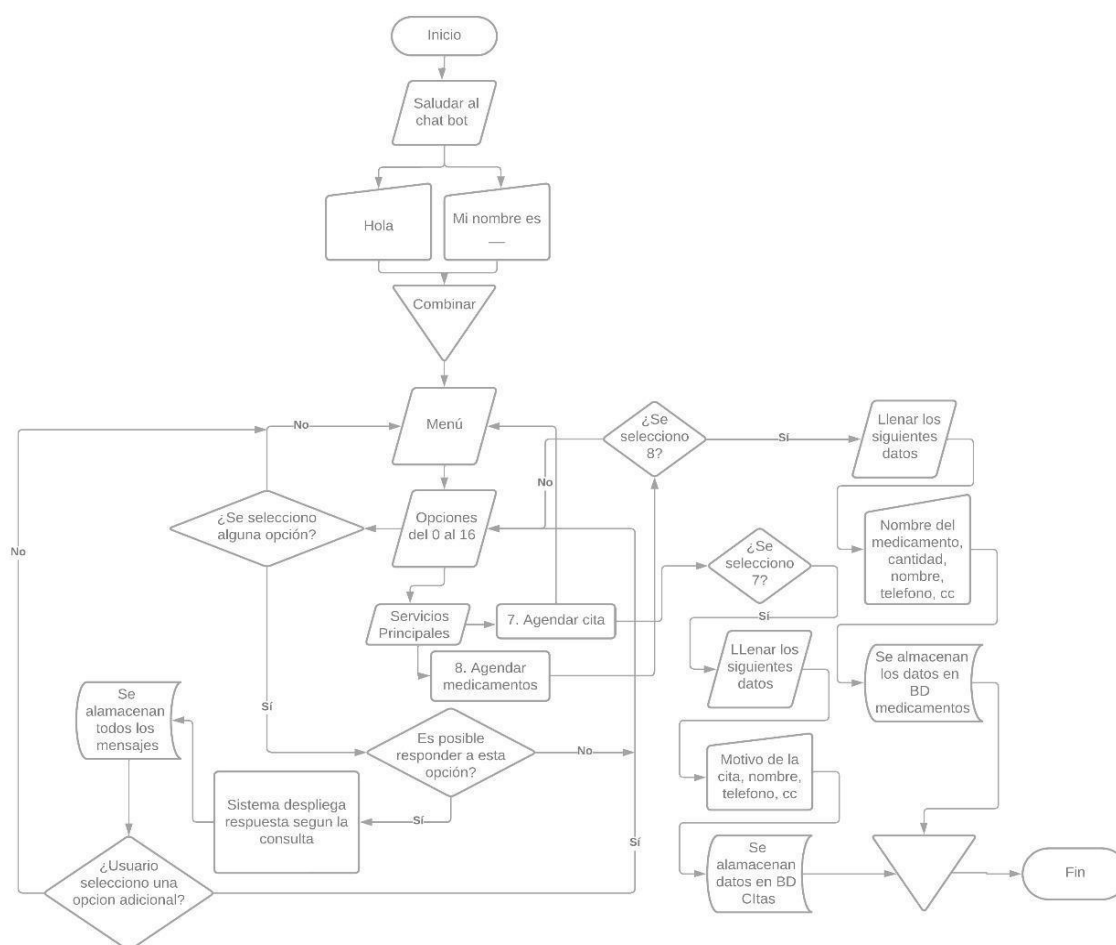 Inicio
Saludar al
chat bot
Hola
Mi nombre es
__
Combinar
Menú
No
¿Se
selecciono
8?
Sí
Llenar los
siguientes
datos
No
¿Se selecciono
alguna opción?
Opciones
del 0 al 16
¿Se
selecciono
7?
Nombre del
medicamento,
cantidad,
nombre,
telefono, cc
No
Servicios
Principales
7. Agendar cita
Sí
8. Agendar
medicamentos
LLenar los
siguientes
datos
Se almacenan
los datos en
BD
medicamentos
Sí
Se
alamacenan
todos los
mensajes
Es posible
responder a esta
opción?
No
Motivo de la
cita, nombre,
telefono, cc
Sistema despliega
respuesta segun la
consulta
Sí
Sí
¿Usuario
selecciono una
opcion adicional?
Se
alamacenan
datos en BD
CItas
Fin